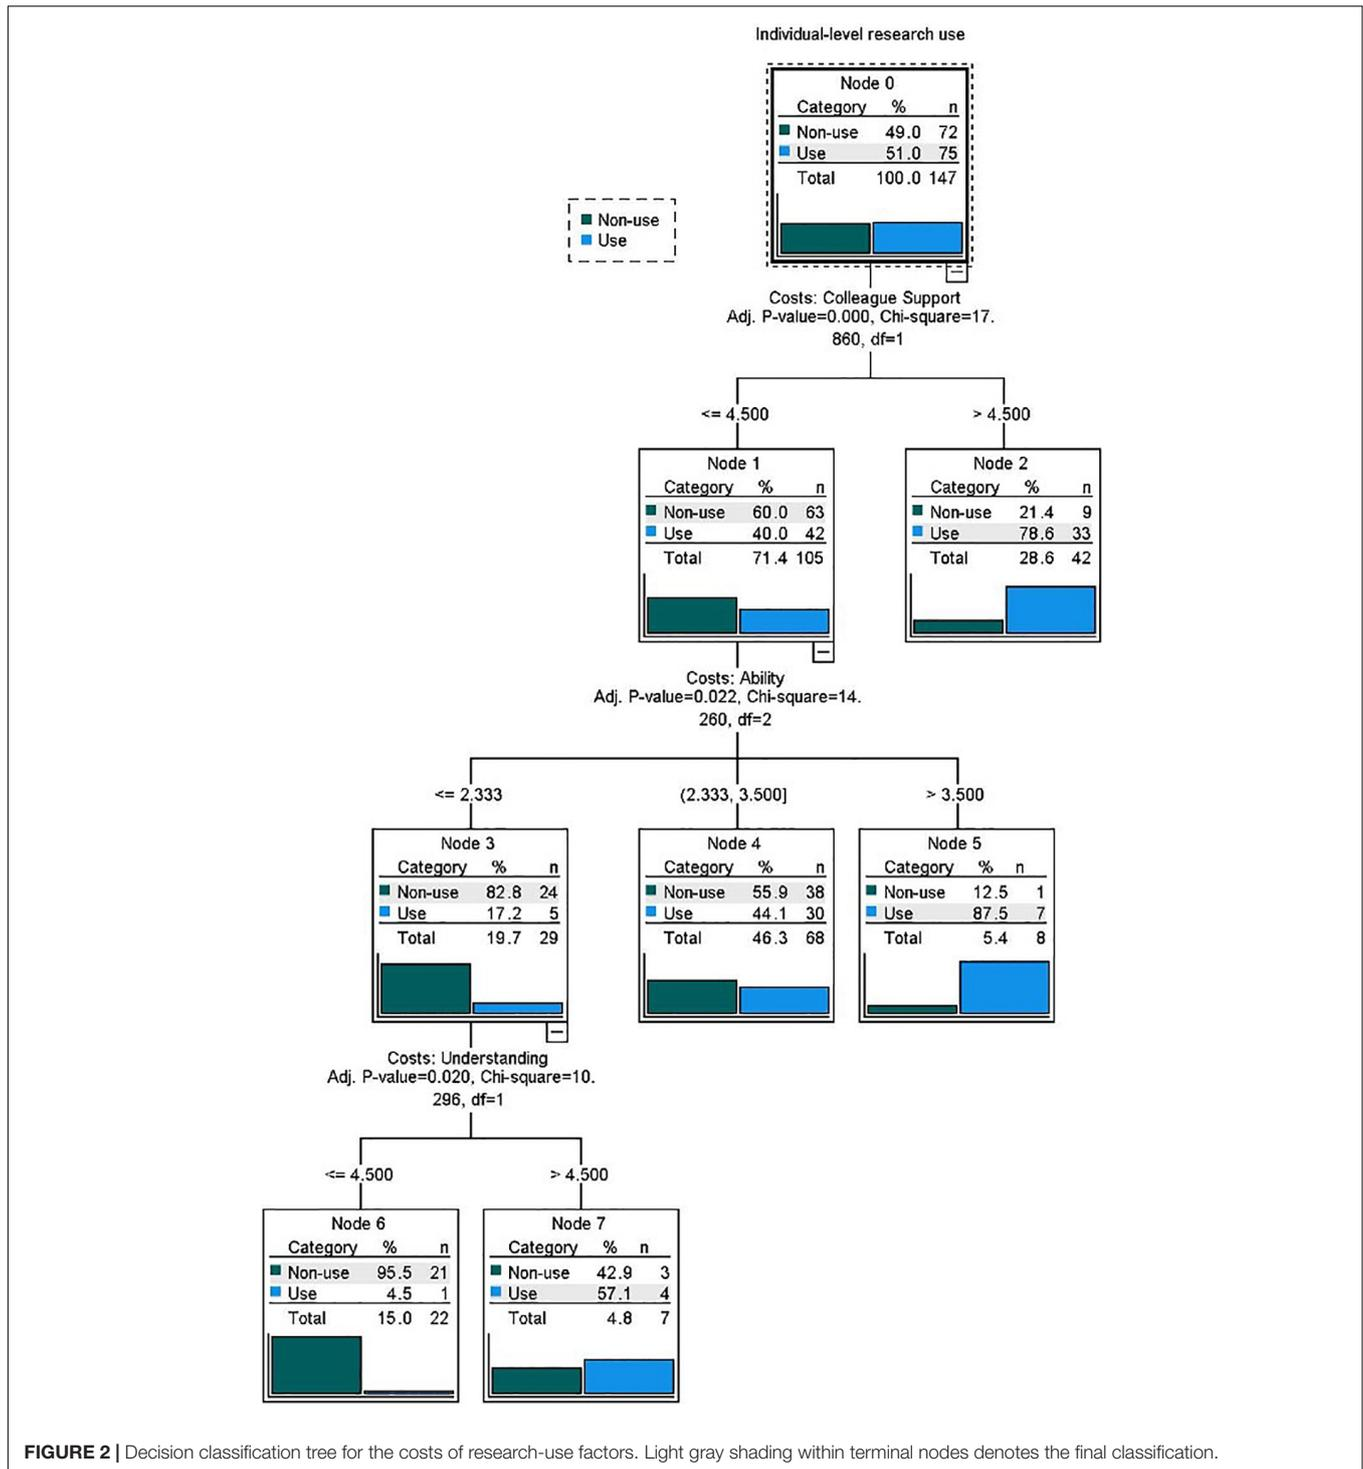 Individual-level research use
Node 0
Category % n
Non-use 49.0 72
Use 51.0 75
Total 100.0 147
Non-use
Use
Costs: Colleague Support
Adj. P-value=0.000, Chi-square=17.
860, df=1
<= 4.500
> 4.500
Node 1
Category % n
Non-use 60.0 63
Use 40.0 42
Total 71.4 105
Node 2
Category % n
Non-use 21.4 9
Use 78.6 33
Total 28.6 42
Costs: Ability
Adj. P-value=0.022, Chi-square=14.
260, df=2
<= 2.333
(2.333, 3.500]
> 3.500
Node 3
Category % n
Non-use 82.8 24
Use 17.2 5
Total 19.7 29
Node 4
Category % n
Non-use 55.9 38
Use 44.1 30
Total 46.3 68
Node 5
Category % n
Non-use 12.5 1
Use 87.5 7
Total 5.4 8
Costs: Understanding
Adj. P-value=0.020, Chi-square=10.
296, df=1
<= 4.500
> 4.500
Node 6
Category % n
Non-use 95.5 21
Use 4.5 1
Total 15.0 22
Node 7
Category % n
Non-use 42.9 3
Use 57.1 4
Total 4.8 7
FIGURE 2 | Decision classification tree for the costs of research-use factors. Light gray shading within terminal nodes denotes the final classification.